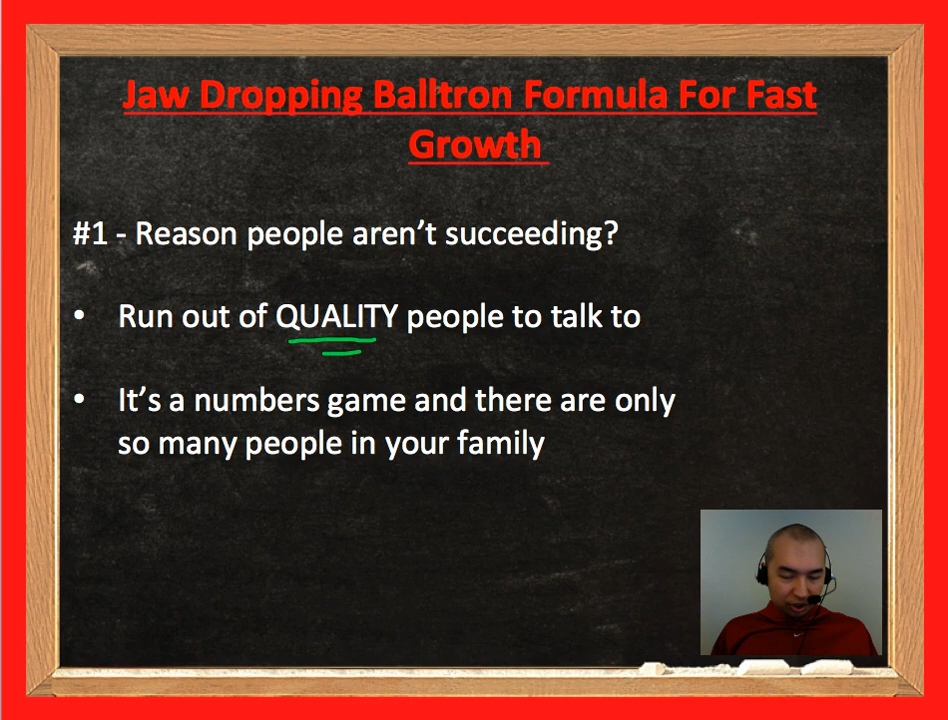 Jaw Dropping Balltron Formula For Fast
Growth
#1 - Reason people aren’t succeeding?
• Run out of QUALITY people to talk to
• It’s a numbers game and there are only
so many people in your family